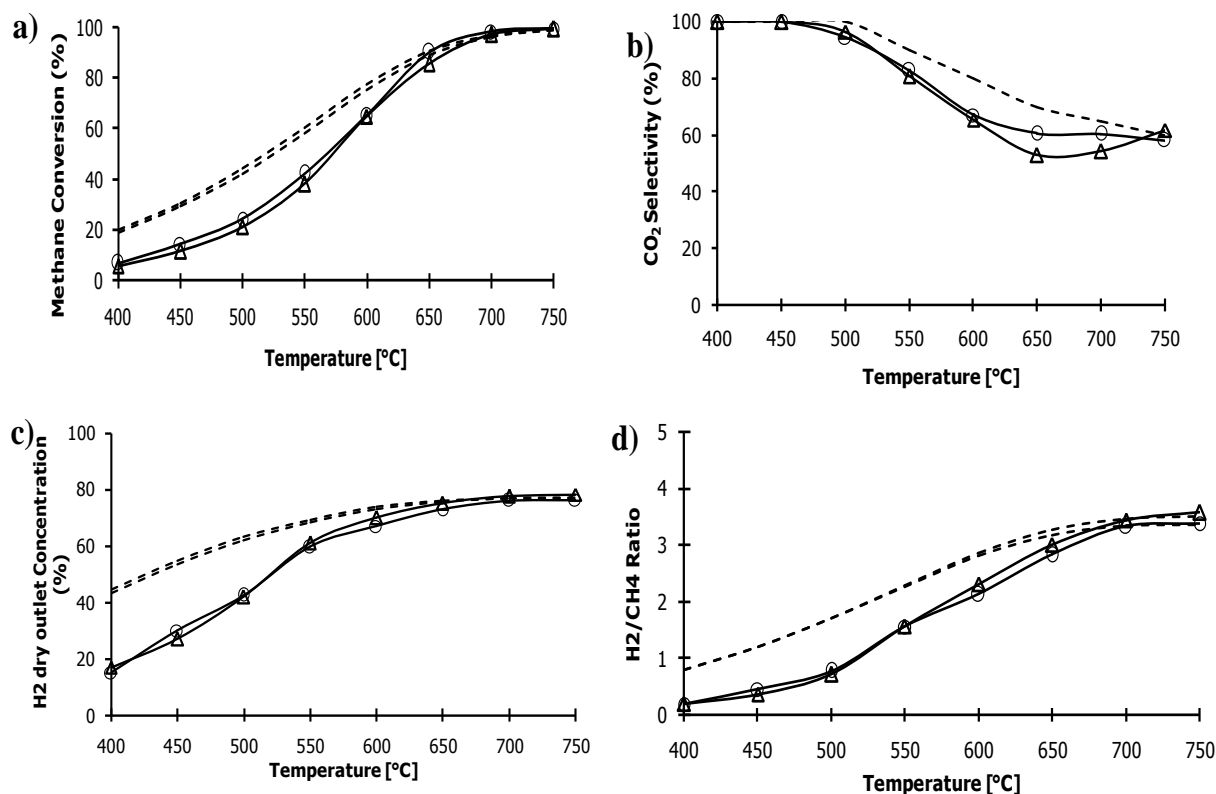 a)
Methane Conversion (%)
100
80
60
40
20
0
400 450 500 550 600 650 700 750
Temperature [°C]
b)
CO₂ Selectivity (%)
100
80
60
40
20
0
400 450 500 550 600 650 700 750
Temperature [°C]
c)
H2 dry outlet Concentration
(%)
100
80
60
40
20
0
400 450 500 550 600 650 700 750
Temperature [°C]
d)
H2/CH4 Ratio
5
4
3
2
1
0
400 450 500 550 600 650 700 750
Temperature [°C]